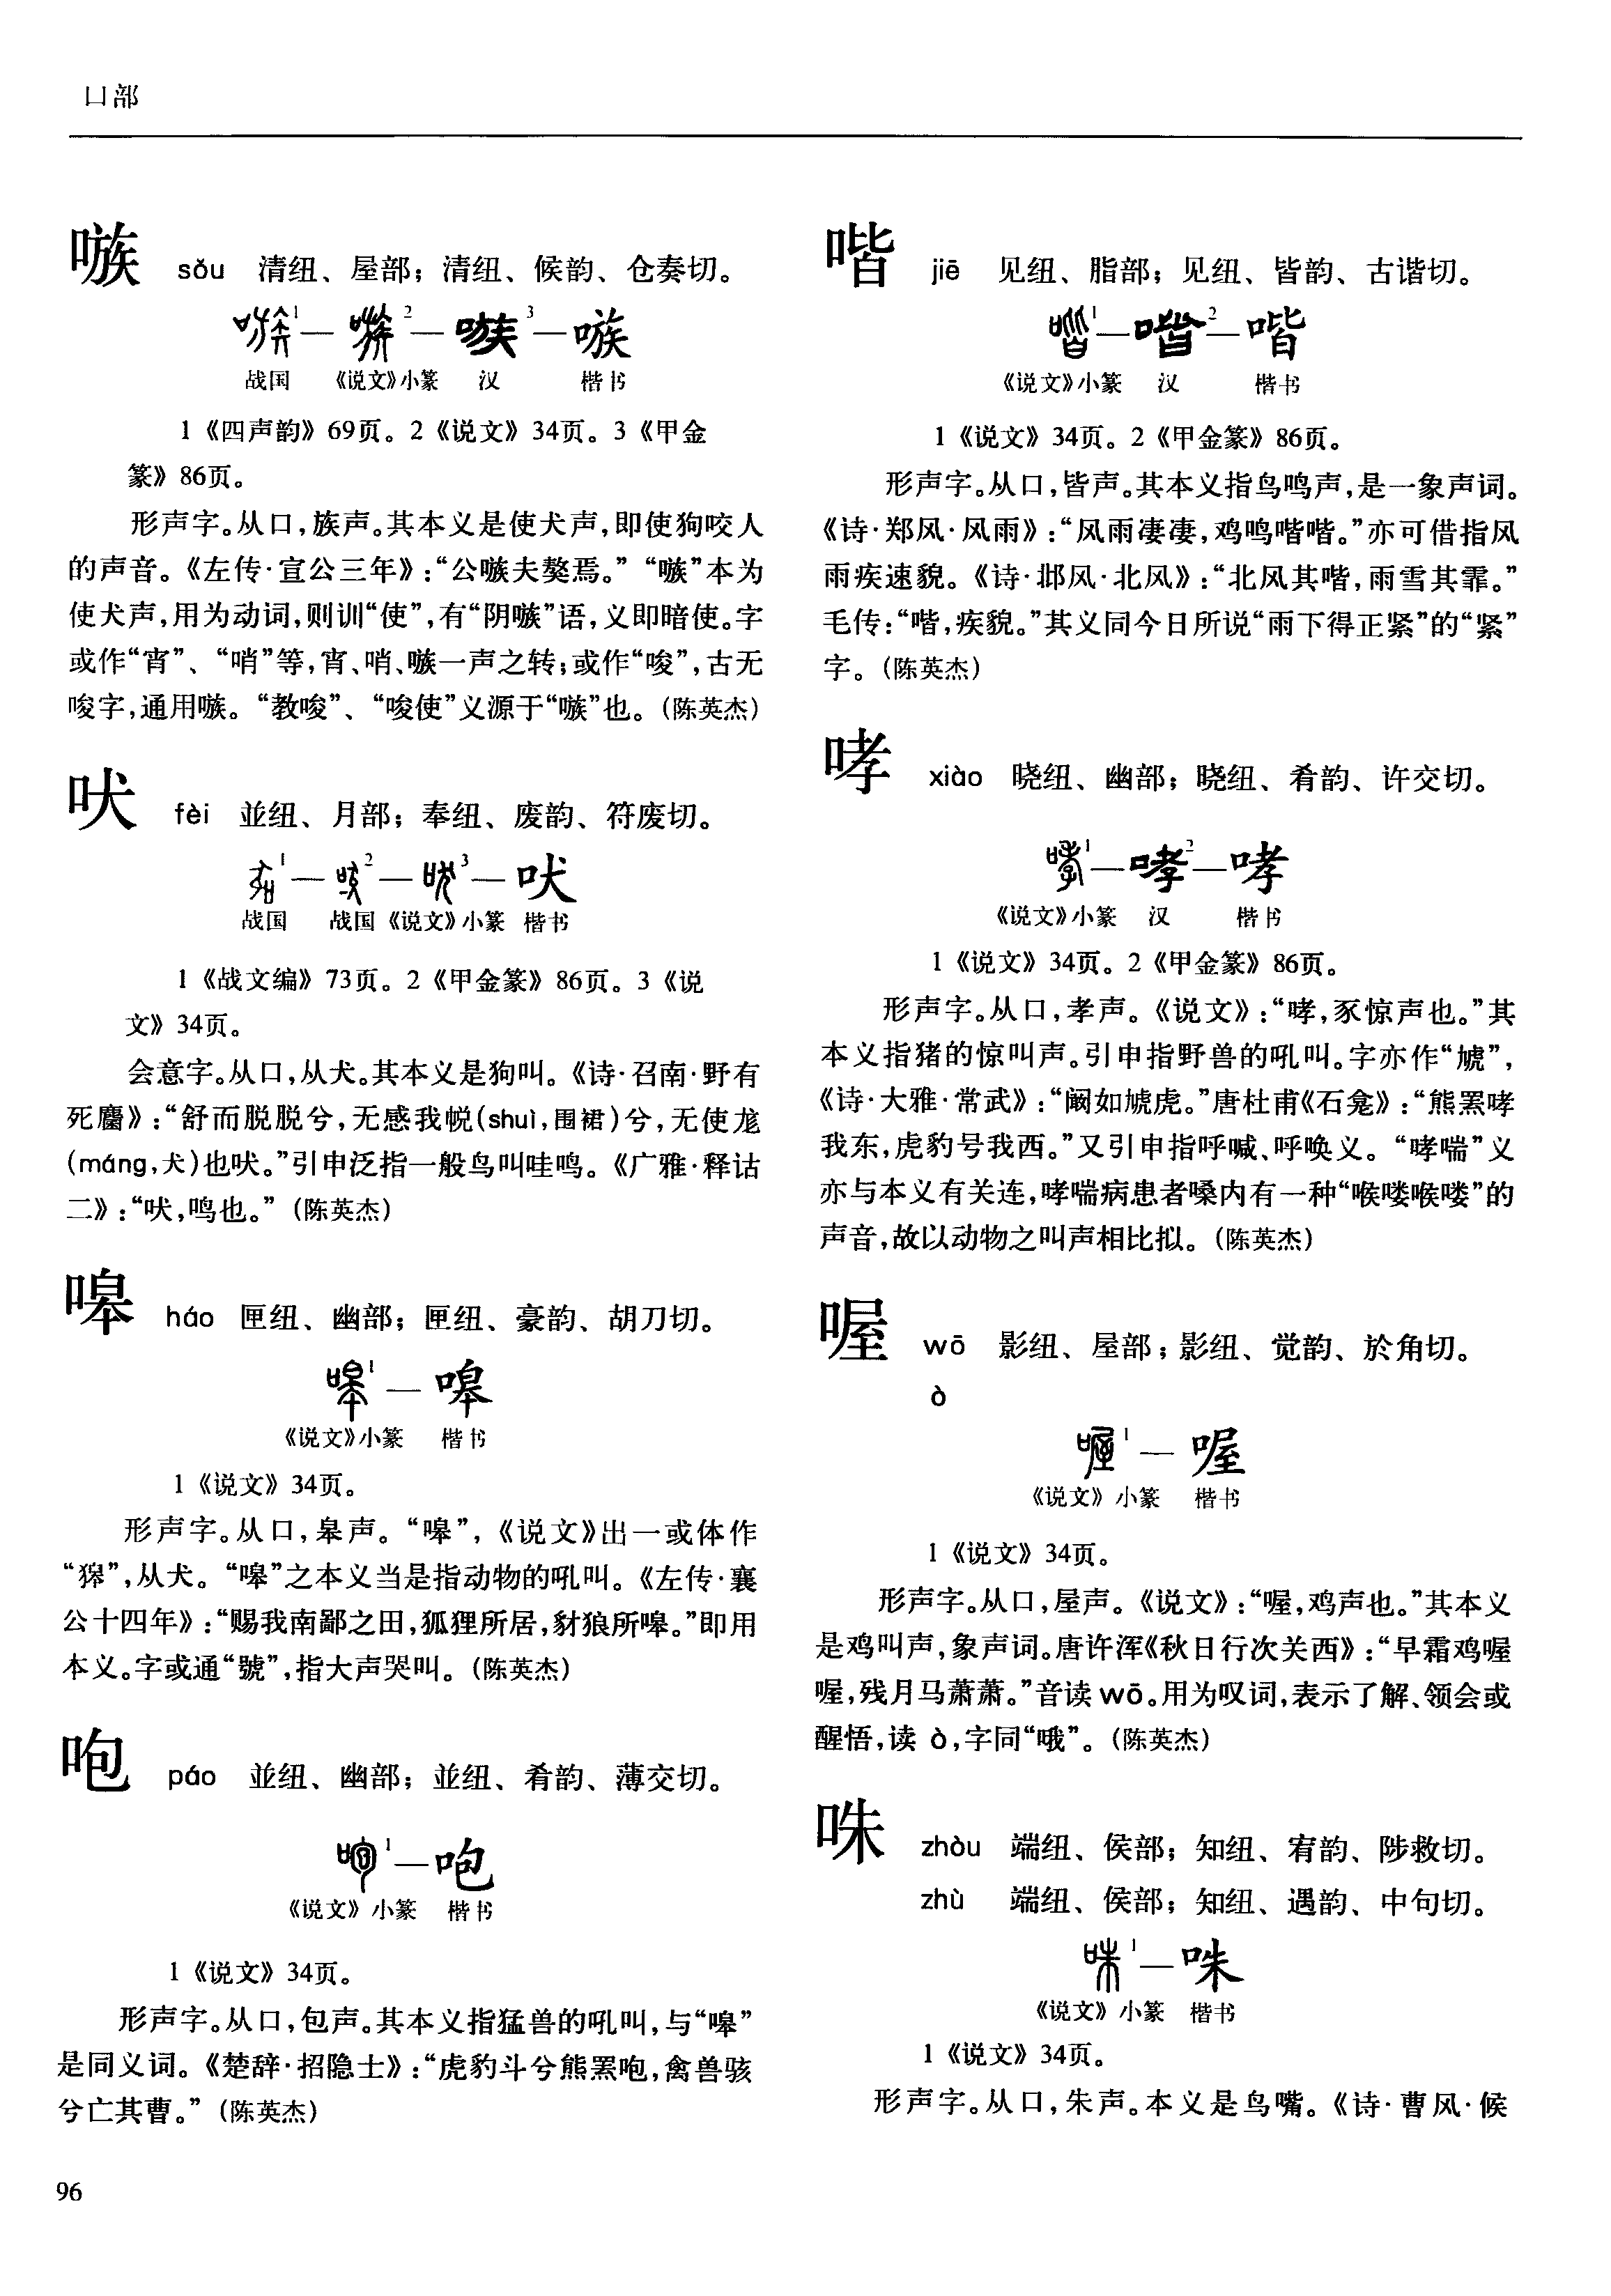 口部
嗾 sǒu 清纽、屋部；清纽、候韵、仓奏切。
1— 2— 3—嗾
战国 《说文》小篆 汉 楷书
1《四声韵》69页。2《说文》34页。3《甲金
篆》86页。
形声字。从口，族声。其本义是使犬声，即使狗咬人
的声音。《左传·宣公三年》：“公嗾夫獒焉。”“嗾”本为
使犬声，用为动词，则训“使”，有“阴嗾”语，义即暗使。字
或作“宵”、“哨”等，宵、哨、嗾一声之转；或作“唆”，古无
唆字，通用嗾。“教唆”、“唆使”义源于“嗾”也。（陈英杰）
吠 fèi 並纽、月部；奉纽、废韵、符废切。
1— 2— 3—吠
战国 战国《说文》小篆 楷书
1《战文编》73页。2《甲金篆》86页。3《说
文》34页。
会意字。从口，从犬。其本义是狗叫。《诗·召南·野有
死麕》：“舒而脱脱兮，无感我帨(shuì，围裙)兮，无使尨
(máng，犬)也吠。”引申泛指一般鸟叫哇鸣。《广雅·释诂
二》：“吠，鸣也。”（陈英杰）
嗥 háo 匣纽、幽部；匣纽、豪韵、胡刀切。
1—嗥
《说文》小篆 楷书
1《说文》34页。
形声字。从口，皋声。“嗥”，《说文》出一或体作
“獋”，从犬。“嗥”之本义当是指动物的吼叫。《左传·襄
公十四年》：“赐我南鄙之田，狐狸所居，豺狼所嗥。”即用
本义。字或通“號”，指大声哭叫。（陈英杰）
咆 páo 並纽、幽部；並纽、肴韵、薄交切。
1—咆
《说文》小篆 楷书
1《说文》34页。
形声字。从口，包声。其本义指猛兽的吼叫，与“嗥”
是同义词。《楚辞·招隐士》：“虎豹斗兮熊罴咆，禽兽骇
兮亡其曹。”（陈英杰）
喈 jiē 见纽、脂部；见纽、皆韵、古谐切。
1— 2—喈
《说文》小篆 汉 楷书
1《说文》34页。2《甲金篆》86页。
形声字。从口，皆声。其本义指鸟鸣声，是一象声词。
《诗·郑风·风雨》：“风雨凄凄，鸡鸣喈喈。”亦可借指风
雨疾速貌。《诗·邶风·北风》：“北风其喈，雨雪其霏。”
毛传：“喈，疾貌。”其义同今日所说“雨下得正紧”的“紧”
字。（陈英杰）
哮 xiào 晓纽、幽部；晓纽、肴韵、许交切。
1— 2—哮
《说文》小篆 汉 楷书
1《说文》34页。2《甲金篆》86页。
形声字。从口，孝声。《说文》：“哮，豕惊声也。”其
本义指猪的惊叫声。引申指野兽的吼叫。字亦作“虓”，
《诗·大雅·常武》：“阚如虓虎。”唐杜甫《石龛》：“熊罴哮
我东，虎豹号我西。”又引申指呼喊、呼唤义。“哮喘”义
亦与本义有关连，哮喘病患者嗓内有一种“喉喽喉喽”的
声音，故以动物之叫声相比拟。（陈英杰）
喔 wō 影纽、屋部；影纽、觉韵、於角切。
ò
1—喔
《说文》小篆 楷书
1《说文》34页。
形声字。从口，屋声。《说文》：“喔，鸡声也。”其本义
是鸡叫声，象声词。唐许浑《秋日行次关西》：“早霜鸡喔
喔，残月马萧萧。”音读wō。用为叹词，表示了解、领会或
醒悟，读 ò，字同“哦”。（陈英杰）
咮 zhòu 端纽、侯部；知纽、宥韵、陟救切。
zhù 端纽、侯部；知纽、遇韵、中句切。
1—咮
《说文》小篆 楷书
1《说文》34页。
形声字。从口，朱声。本义是鸟嘴。《诗·曹风·候
96